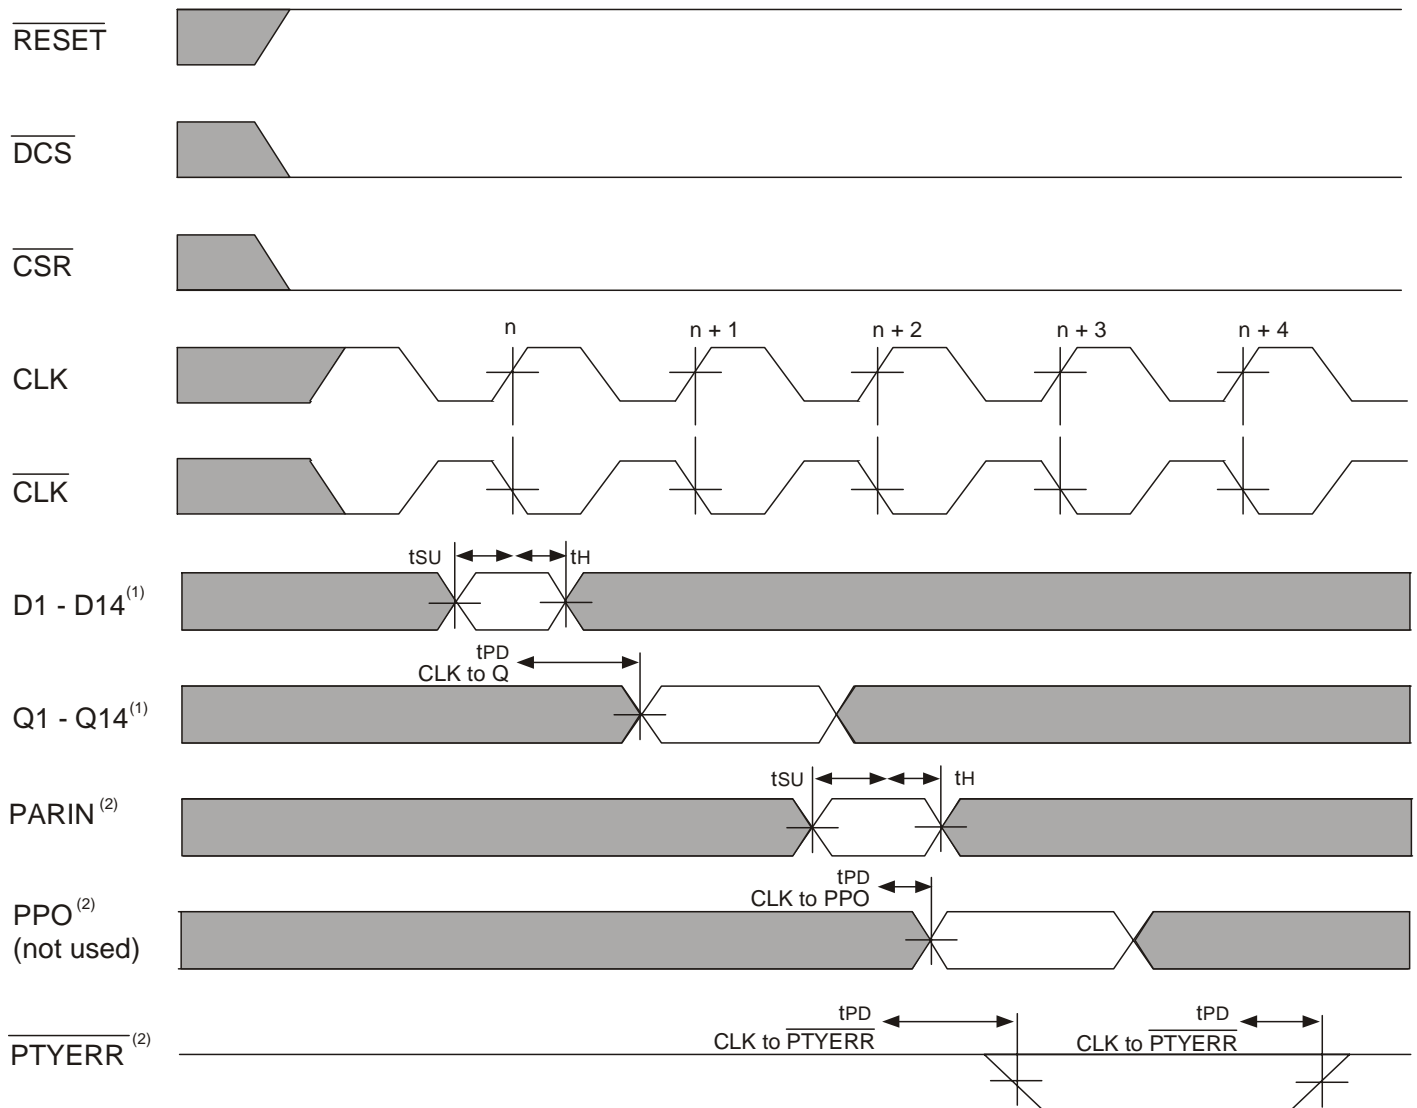 RESET
DCS
CSR
n
n + 1
n + 2
n + 3
n + 4
CLK
CLK
tSU
tH
D1 - D14(1)
tPD
CLK to Q
Q1 - Q14(1)
tSU
tH
PARIN(2)
tPD
CLK to PPO
PPO(2)
(not used)
tPD
CLK to PTYERR
tPD
CLK to PTYERR
PTYERR(2)